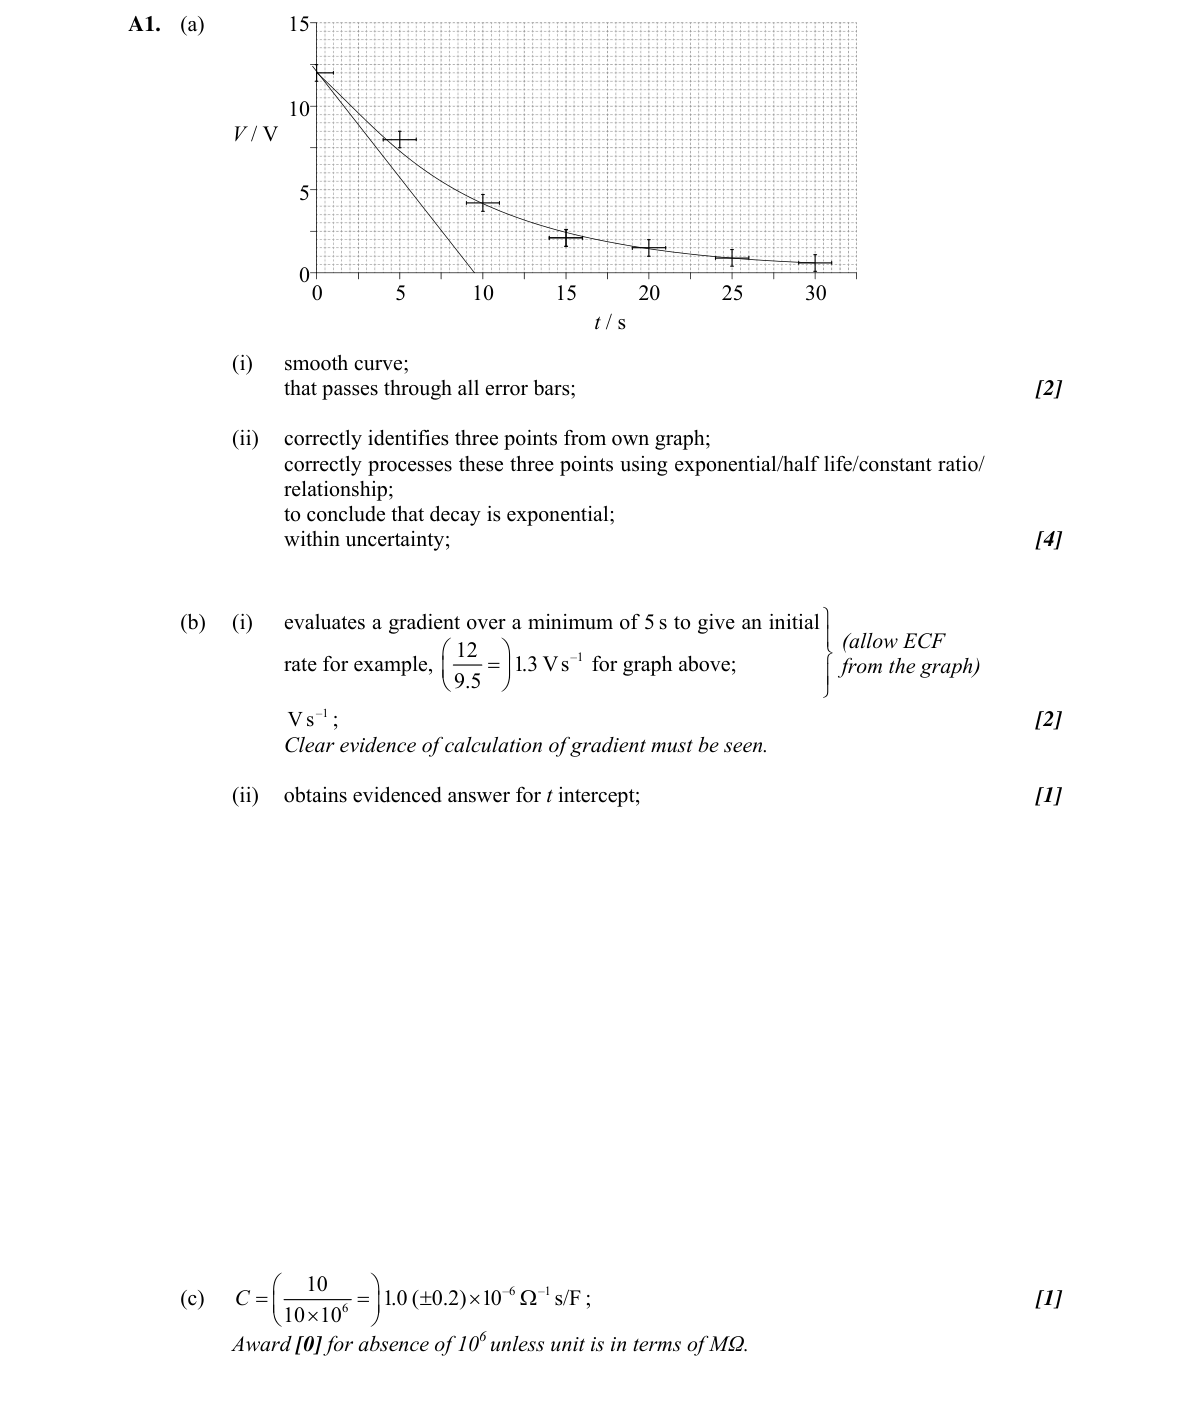 A1. (a)
15
10
V / V
5
0
0 5 10 15 20 25 30
t / s
(i) smooth curve;
that passes through all error bars; [2]
(ii) correctly identifies three points from own graph;
correctly processes these three points using exponential/half life/constant ratio/
relationship;
to conclude that decay is exponential;
within uncertainty; [4]
(b) (i) evaluates a gradient over a minimum of 5 s to give an initial
rate for example, (12/9.5 =) 1.3 V s⁻¹ for graph above;
(allow ECF
from the graph)
V s⁻¹ ; [2]
Clear evidence of calculation of gradient must be seen.
(ii) obtains evidenced answer for t intercept; [1]
(c) C = (10/10×10⁶ =) 1.0 (±0.2)×10⁻⁶ Ω⁻¹ s/F ; [1]
Award [0] for absence of 10⁶ unless unit is in terms of MΩ.